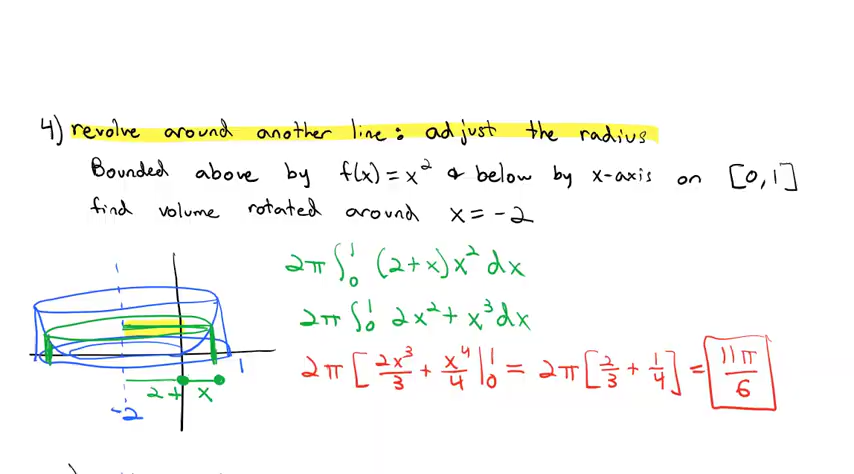 4) revolve around another line: adjust the radius
Bounded above by f(x) = x² & below by x-axis on [0,1]
find volume rotated around x = -2
2π ∫₀¹ (2+x)x² dx
2π ∫₀¹ 2x² + x³ dx
2π [ 2x³/3 + x⁴/4 |₀¹ = 2π [ 2/3 + 1/4 ] = 11π/6
1
2+ x
-2